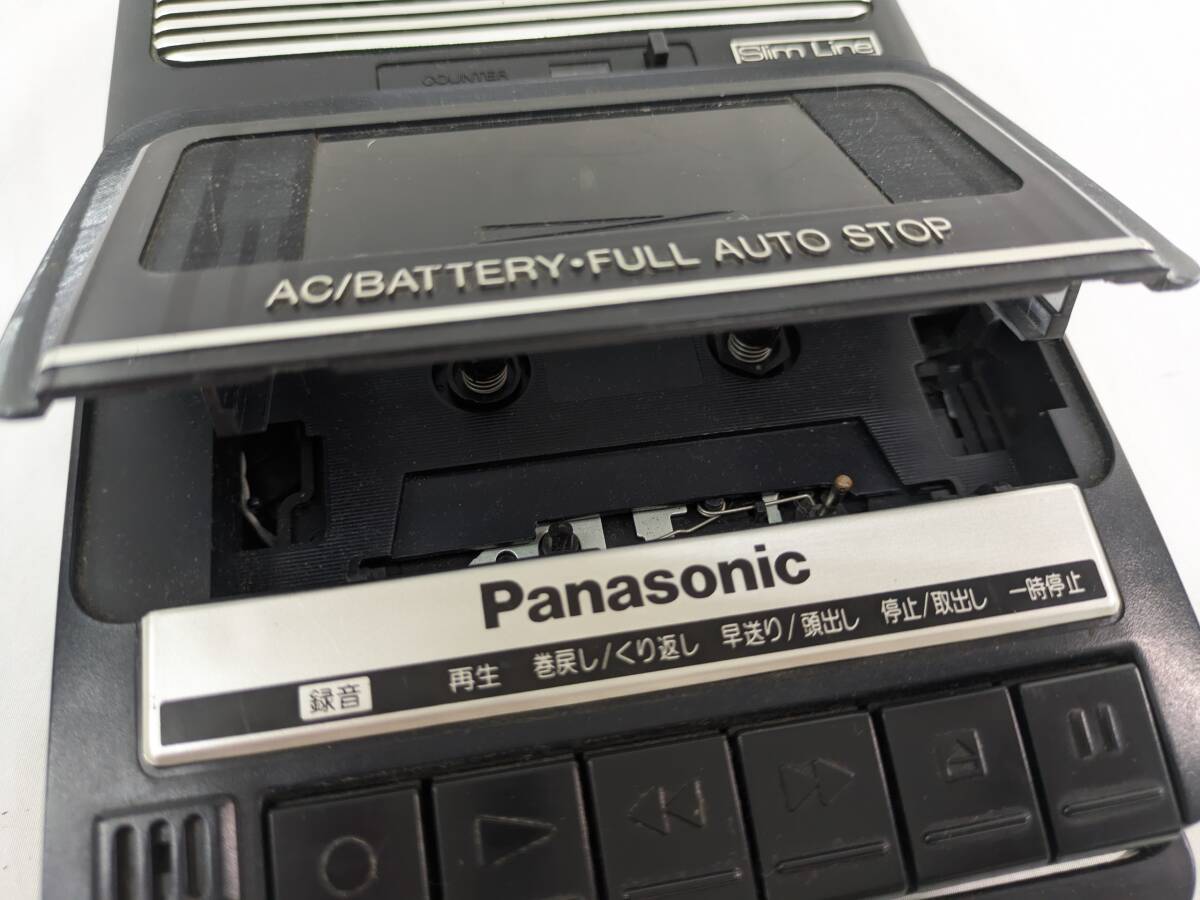 Slim Line
COUNTER
AC/BATTERY•FULL AUTO STOP
Panasonic
録音 再生 巻戻し/くり返し 早送り/頭出し 停止/取出し 一時停止